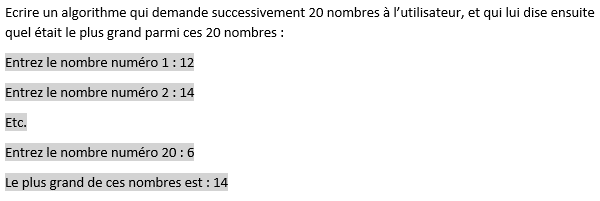 Ecrire un algorithme qui demande successivement 20 nombres à l’utilisateur, et qui lui dise ensuite
quel était le plus grand parmi ces 20 nombres :
Entrez le nombre numéro 1 : 12
Entrez le nombre numéro 2 : 14
Etc.
Entrez le nombre numéro 20 : 6
Le plus grand de ces nombres est : 14